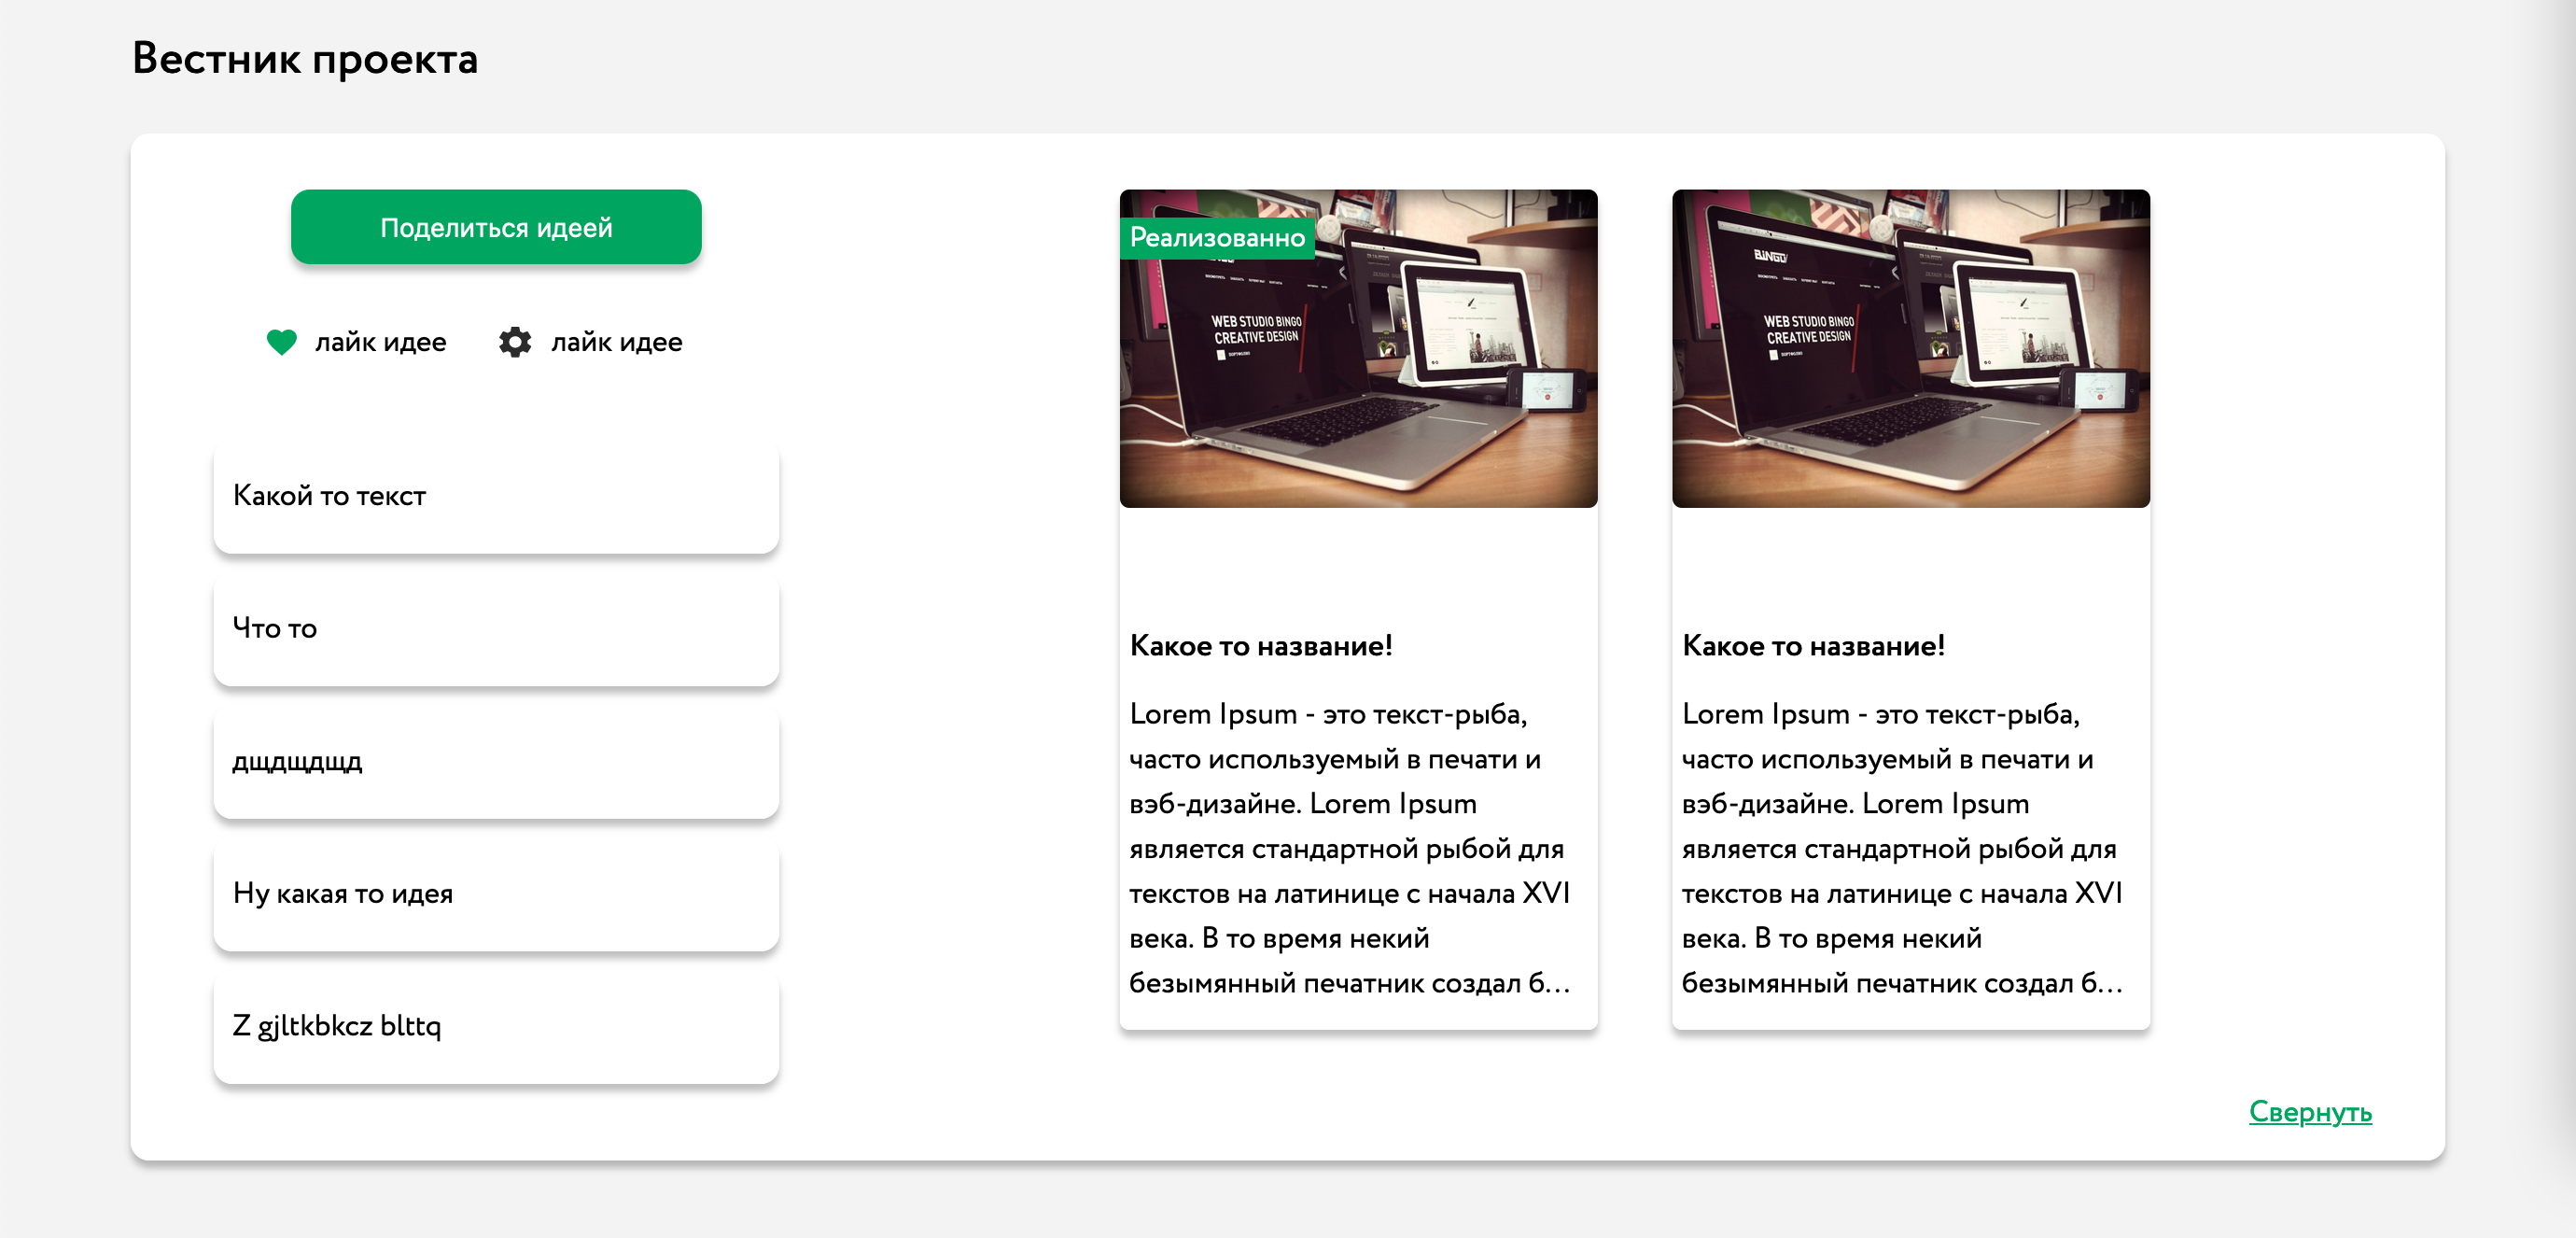 Вестник проекта
Поделиться идеей
лайк идее
лайк идее
Какой то текст
Что то
дщдщдщд
Ну какая то идея
Z gjltkbkcz blttq
Реализованно
WEB STUDIO BINGO
CREATIVE DESIGN
Какое то название!
Lorem Ipsum - это текст-рыба,
часто используемый в печати и
вэб-дизайне. Lorem Ipsum
является стандартной рыбой для
текстов на латинице с начала XVI
века. В то время некий
безымянный печатник создал б...
BINGO
WEB STUDIO BINGO
CREATIVE DESIGN
Какое то название!
Lorem Ipsum - это текст-рыба,
часто используемый в печати и
вэб-дизайне. Lorem Ipsum
является стандартной рыбой для
текстов на латинице с начала XVI
века. В то время некий
безымянный печатник создал б...
Свернуть